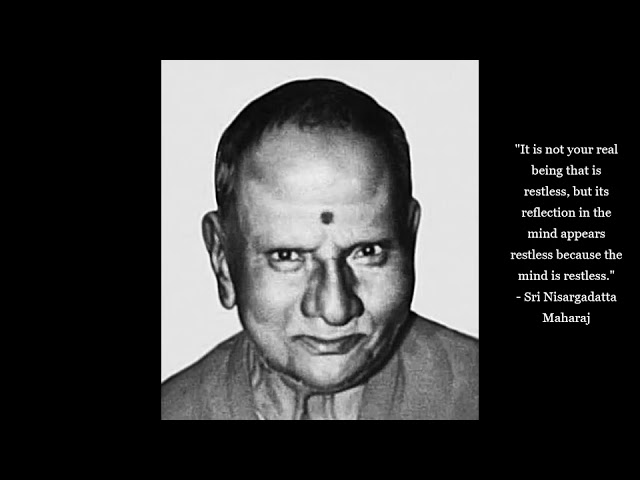 "It is not your real
being that is
restless, but its
reflection in the
mind appears
restless because the
mind is restless."
- Sri Nisargadatta
Maharaj